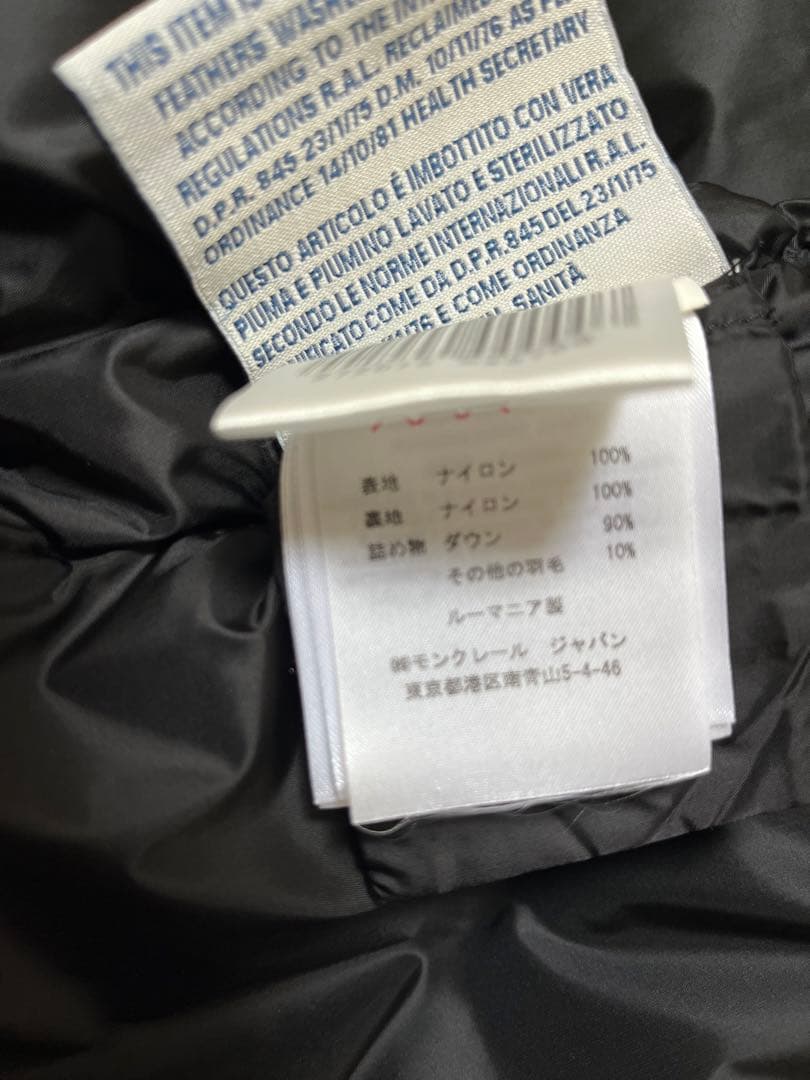 THIS ITEM IS
FEATHERS WASHED
ACCORDING TO THE
REGULATIONS R.A.L. RECLAIMED
D.P.R. 845 23/1/75 D.M. 10/11/76 AS
ORDINANCE 14/10/81 HEALTH SECRETARY
QUESTO ARTICOLO É IMBOTTITO CON VERA
PIUMA E PIUMINO LAVATO E STERILIZZATO
SECONDO LE NORME INTERNAZIONALI R.A.L.
COME DA D.P.R. 845 DEL 23/1/75
/76 E COME ORDINANZA
SANITÀ
表地 ナイロン 100%
裏地 ナイロン 100%
詰め物 ダウン 90%
その他の羽毛 10%
ルーマニア製
㈱モンクレール ジャパン
東京都港区南青山5-4-46